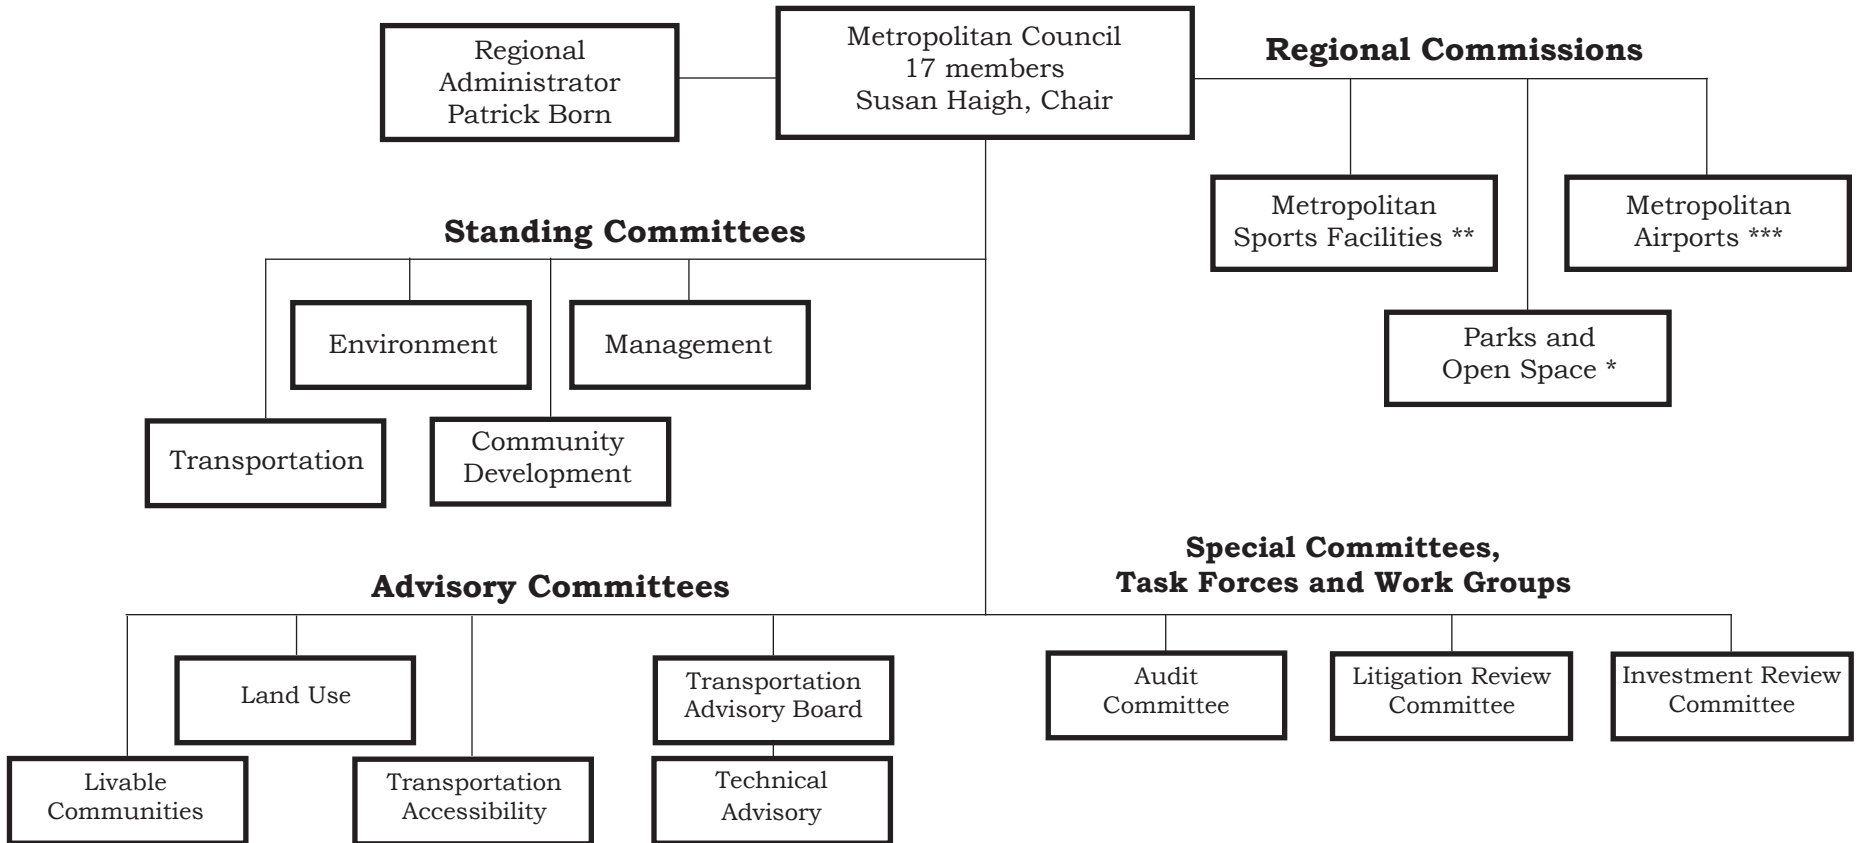 Regional
Administrator
Patrick Born
Metropolitan Council
17 members
Susan Haigh, Chair
Regional Commissions
Metropolitan
Sports Facilities **
Metropolitan
Airports ***
Parks and
Open Space *
Standing Committees
Environment
Management
Transportation
Community
Development
Advisory Committees
Land Use
Transportation
Advisory Board
Livable
Communities
Transportation
Accessibility
Technical
Advisory
Special Committees,
Task Forces and Work Groups
Audit
Committee
Litigation Review
Committee
Investment Review
Committee